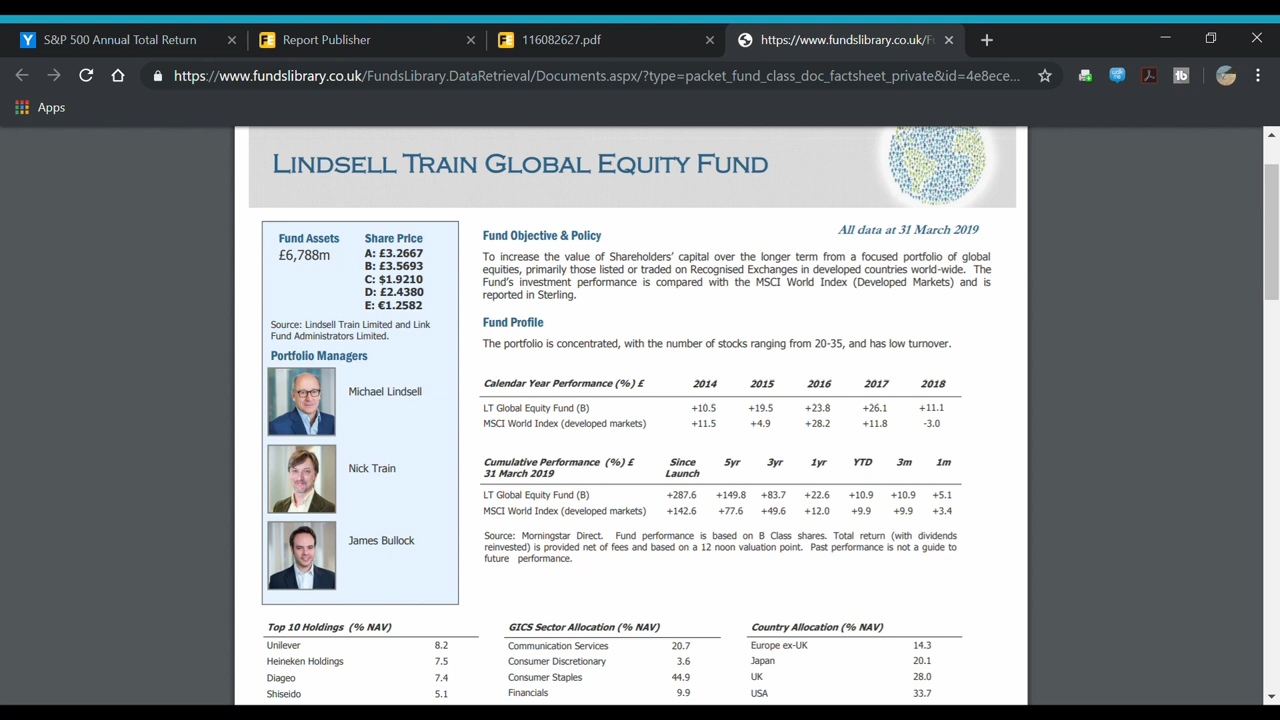 S&P 500 Annual Total Return
Report Publisher
116082627.pdf
https://www.fundslibrary.co.uk/F
https://www.fundslibrary.co.uk/FundsLibrary.DataRetrieval/Documents.aspx/?type=packet_fund_class_doc_factsheet_private&id=4e8ece...
Apps
LINDSELL TRAIN GLOBAL EQUITY FUND
All data at 31 March 2019
Fund Assets
£6,788m
Share Price
A: £3.2667
B: £3.5693
C: $1.9210
D: £2.4380
E: €1.2582
Source: Lindsell Train Limited and Link
Fund Administrators Limited.
Portfolio Managers
Michael Lindsell
Nick Train
James Bullock
Fund Objective & Policy
To increase the value of Shareholders' capital over the longer term from a focused portfolio of global
equities, primarily those listed or traded on Recognised Exchanges in developed countries world-wide. The
Fund's investment performance is compared with the MSCI World Index (Developed Markets) and is
reported in Sterling.
Fund Profile
The portfolio is concentrated, with the number of stocks ranging from 20-35, and has low turnover.
Calendar Year Performance (%) £ 2014 2015 2016 2017 2018
LT Global Equity Fund (B) +10.5 +19.5 +23.8 +26.1 +11.1
MSCI World Index (developed markets) +11.5 +4.9 +28.2 +11.8 -3.0
Cumulative Performance (%) £ Since 5yr 3yr 1yr YTD 3m 1m
31 March 2019 Launch
LT Global Equity Fund (B) +287.6 +149.8 +83.7 +22.6 +10.9 +10.9 +5.1
MSCI World Index (developed markets) +142.6 +77.6 +49.6 +12.0 +9.9 +9.9 +3.4
Source: Morningstar Direct. Fund performance is based on B Class shares. Total return (with dividends
reinvested) is provided net of fees and based on a 12 noon valuation point. Past performance is not a guide to
future performance.
Top 10 Holdings (% NAV)
Unilever 8.2
Heineken Holdings 7.5
Diageo 7.4
Shiseido 5.1
GICS Sector Allocation (% NAV)
Communication Services 20.7
Consumer Discretionary 3.6
Consumer Staples 44.9
Financials 9.9
Country Allocation (% NAV)
Europe ex-UK 14.3
Japan 20.1
UK 28.0
USA 33.7